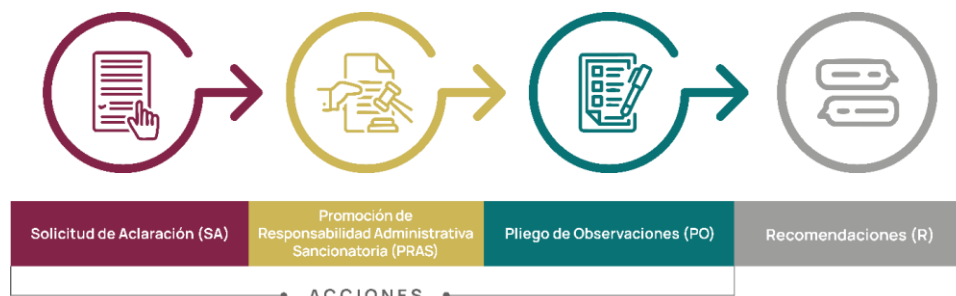 Solicitud de Aclaración (SA)
Promoción de
Responsabilidad Administrativa
Sancionatoria (PRAS)
Pliego de Observaciones (PO)
Recomendaciones (R)
ACCIONES